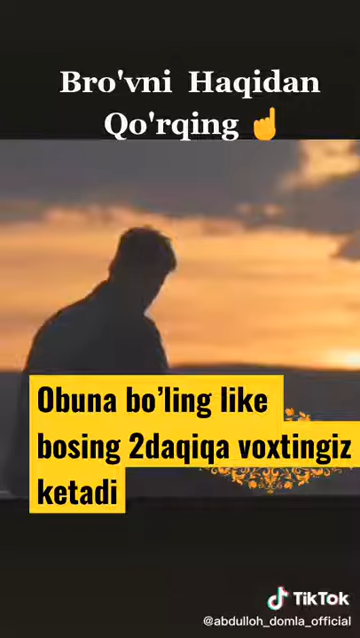 Bro'vni Haqidan
Qo'rqing ☝️
Obuna bo’ling like
bosing 2daqiqa voxtingiz
ketadi
TikTok
@abdulloh_domla_official